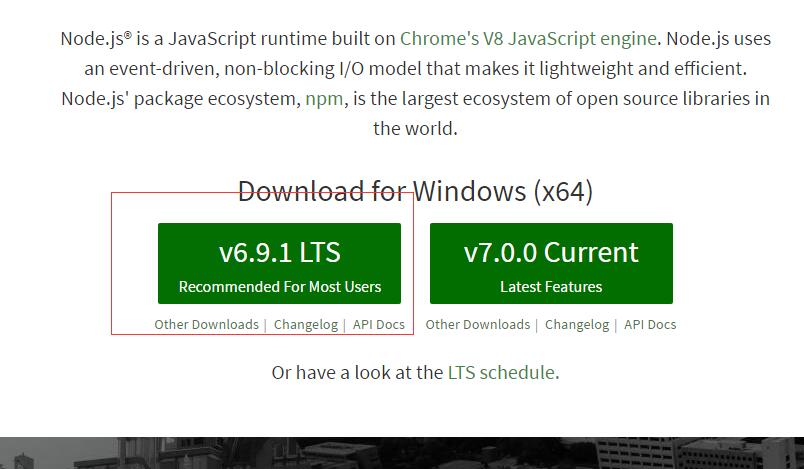 Node.js® is a JavaScript runtime built on Chrome's V8 JavaScript engine. Node.js uses
an event-driven, non-blocking I/O model that makes it lightweight and efficient.
Node.js' package ecosystem, npm, is the largest ecosystem of open source libraries in
the world.
Download for Windows (x64)
v6.9.1 LTS
Recommended For Most Users
Other Downloads | Changelog | API Docs
v7.0.0 Current
Latest Features
Other Downloads | Changelog | API Docs
Or have a look at the LTS schedule.